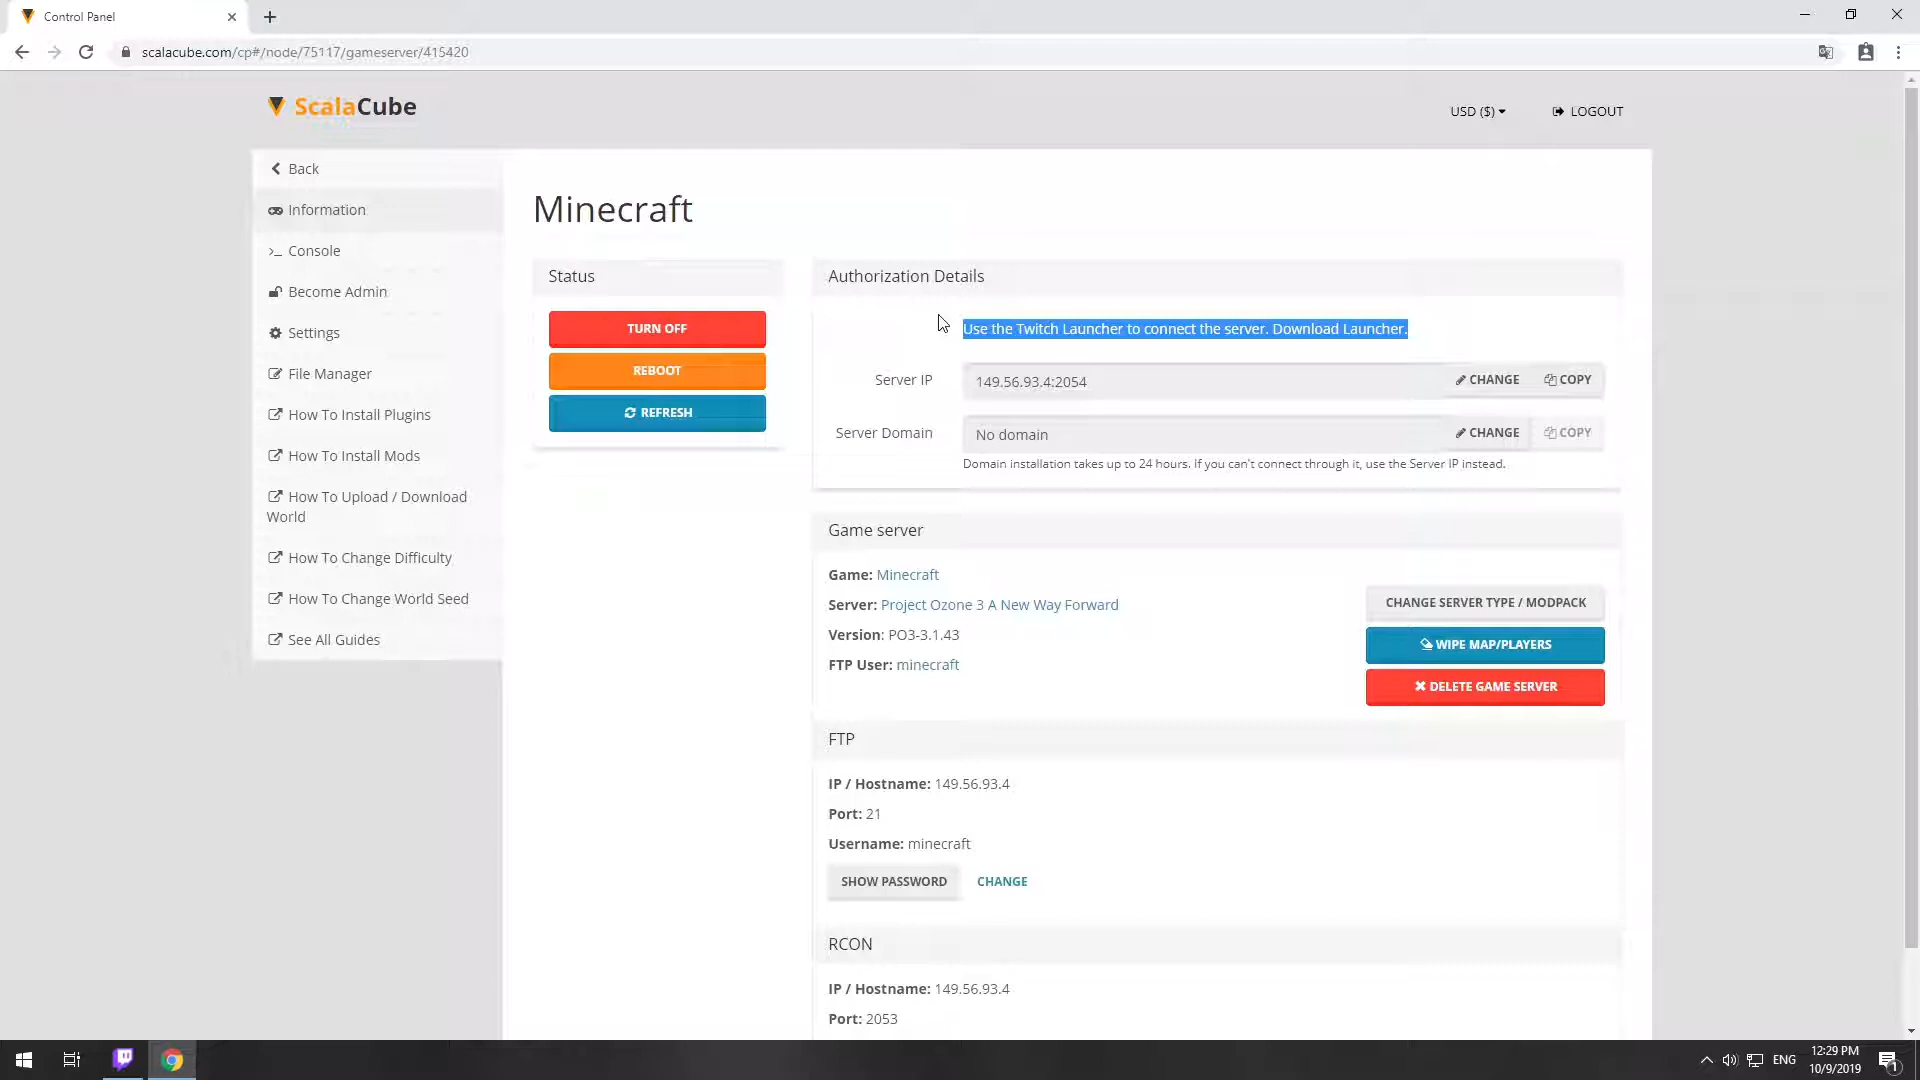 Control Panel
scalacube.com/cp#/node/75117/gameserver/415420
ScalaCube
USD ($)
LOGOUT
Back
Information
Console
Become Admin
Settings
File Manager
How To Install Plugins
How To Install Mods
How To Upload / Download
World
How To Change Difficulty
How To Change World Seed
See All Guides
Minecraft
Status
TURN OFF
REBOOT
REFRESH
Authorization Details
Use the Twitch Launcher to connect the server. Download Launcher.
Server IP
149.56.93.4:2054
CHANGE
COPY
Server Domain
No domain
CHANGE
COPY
Domain installation takes up to 24 hours. If you can't connect through it, use the Server IP instead.
Game server
Game: Minecraft
Server: Project Ozone 3 A New Way Forward
Version: PO3-3.1.43
FTP User: minecraft
CHANGE SERVER TYPE / MODPACK
WIPE MAP/PLAYERS
DELETE GAME SERVER
FTP
IP / Hostname: 149.56.93.4
Port: 21
Username: minecraft
SHOW PASSWORD
CHANGE
RCON
IP / Hostname: 149.56.93.4
Port: 2053
ENG
12:29 PM
10/9/2019
1